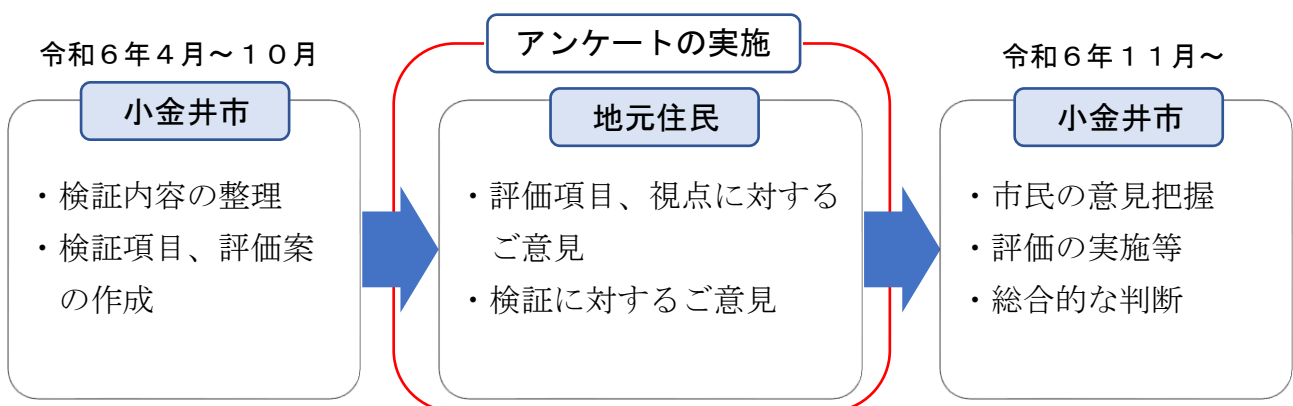 令和６年４月～１０月
小金井市
・検証内容の整理
・検証項目、評価案
の作成
アンケートの実施
地元住民
・評価項目、視点に対する
ご意見
・検証に対するご意見
令和６年１１月～
小金井市
・市民の意見把握
・評価の実施等
・総合的な判断